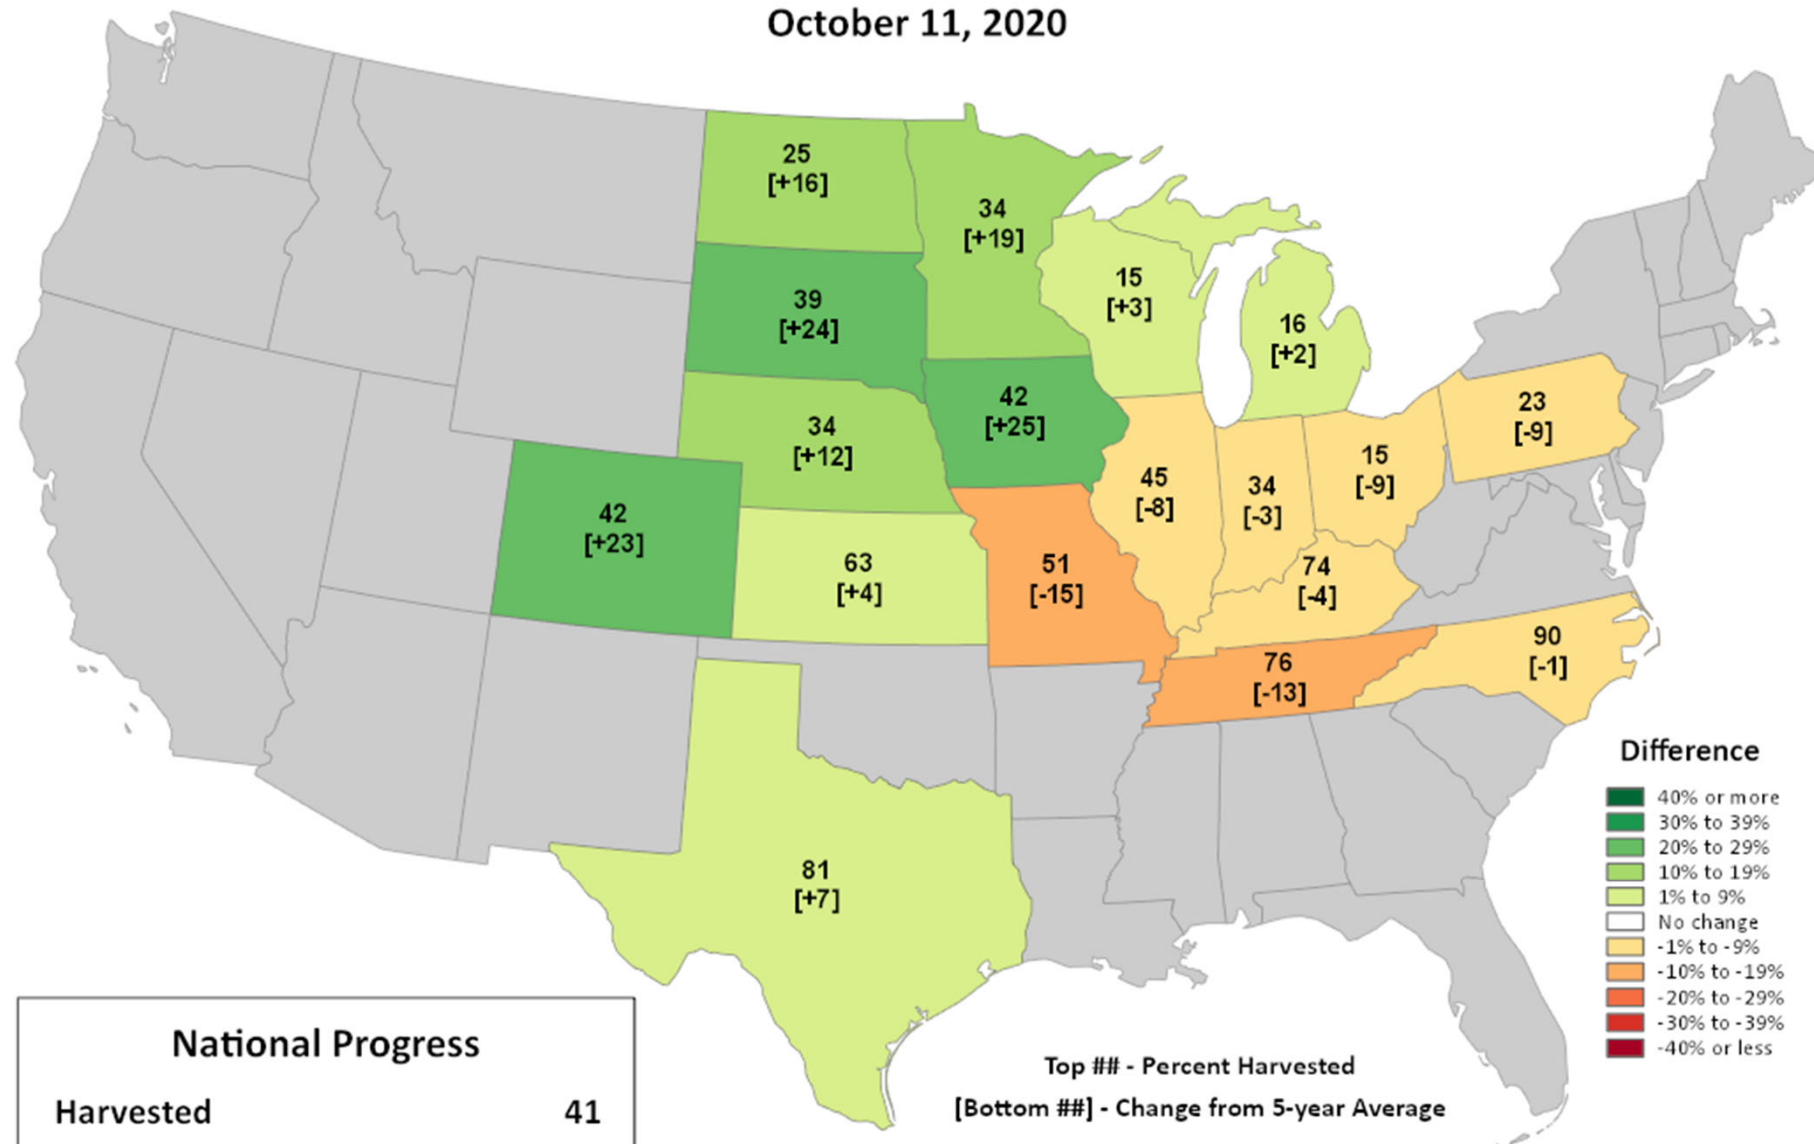 October 11, 2020
25
[+16]
34
[+19]
39
[+24]
15
[+3]
16
[+2]
34
[+12]
42
[+25]
23
[-9]
45
[-8]
34
[-3]
15
[-9]
42
[+23]
63
[+4]
51
[-15]
74
[-4]
76
[-13]
90
[-1]
81
[+7]
Difference
40% or more
30% to 39%
20% to 29%
10% to 19%
1% to 9%
No change
-1% to -9%
-10% to -19%
-20% to -29%
-30% to -39%
-40% or less
National Progress
Harvested 41
Top ## - Percent Harvested
[Bottom ##] - Change from 5-year Average